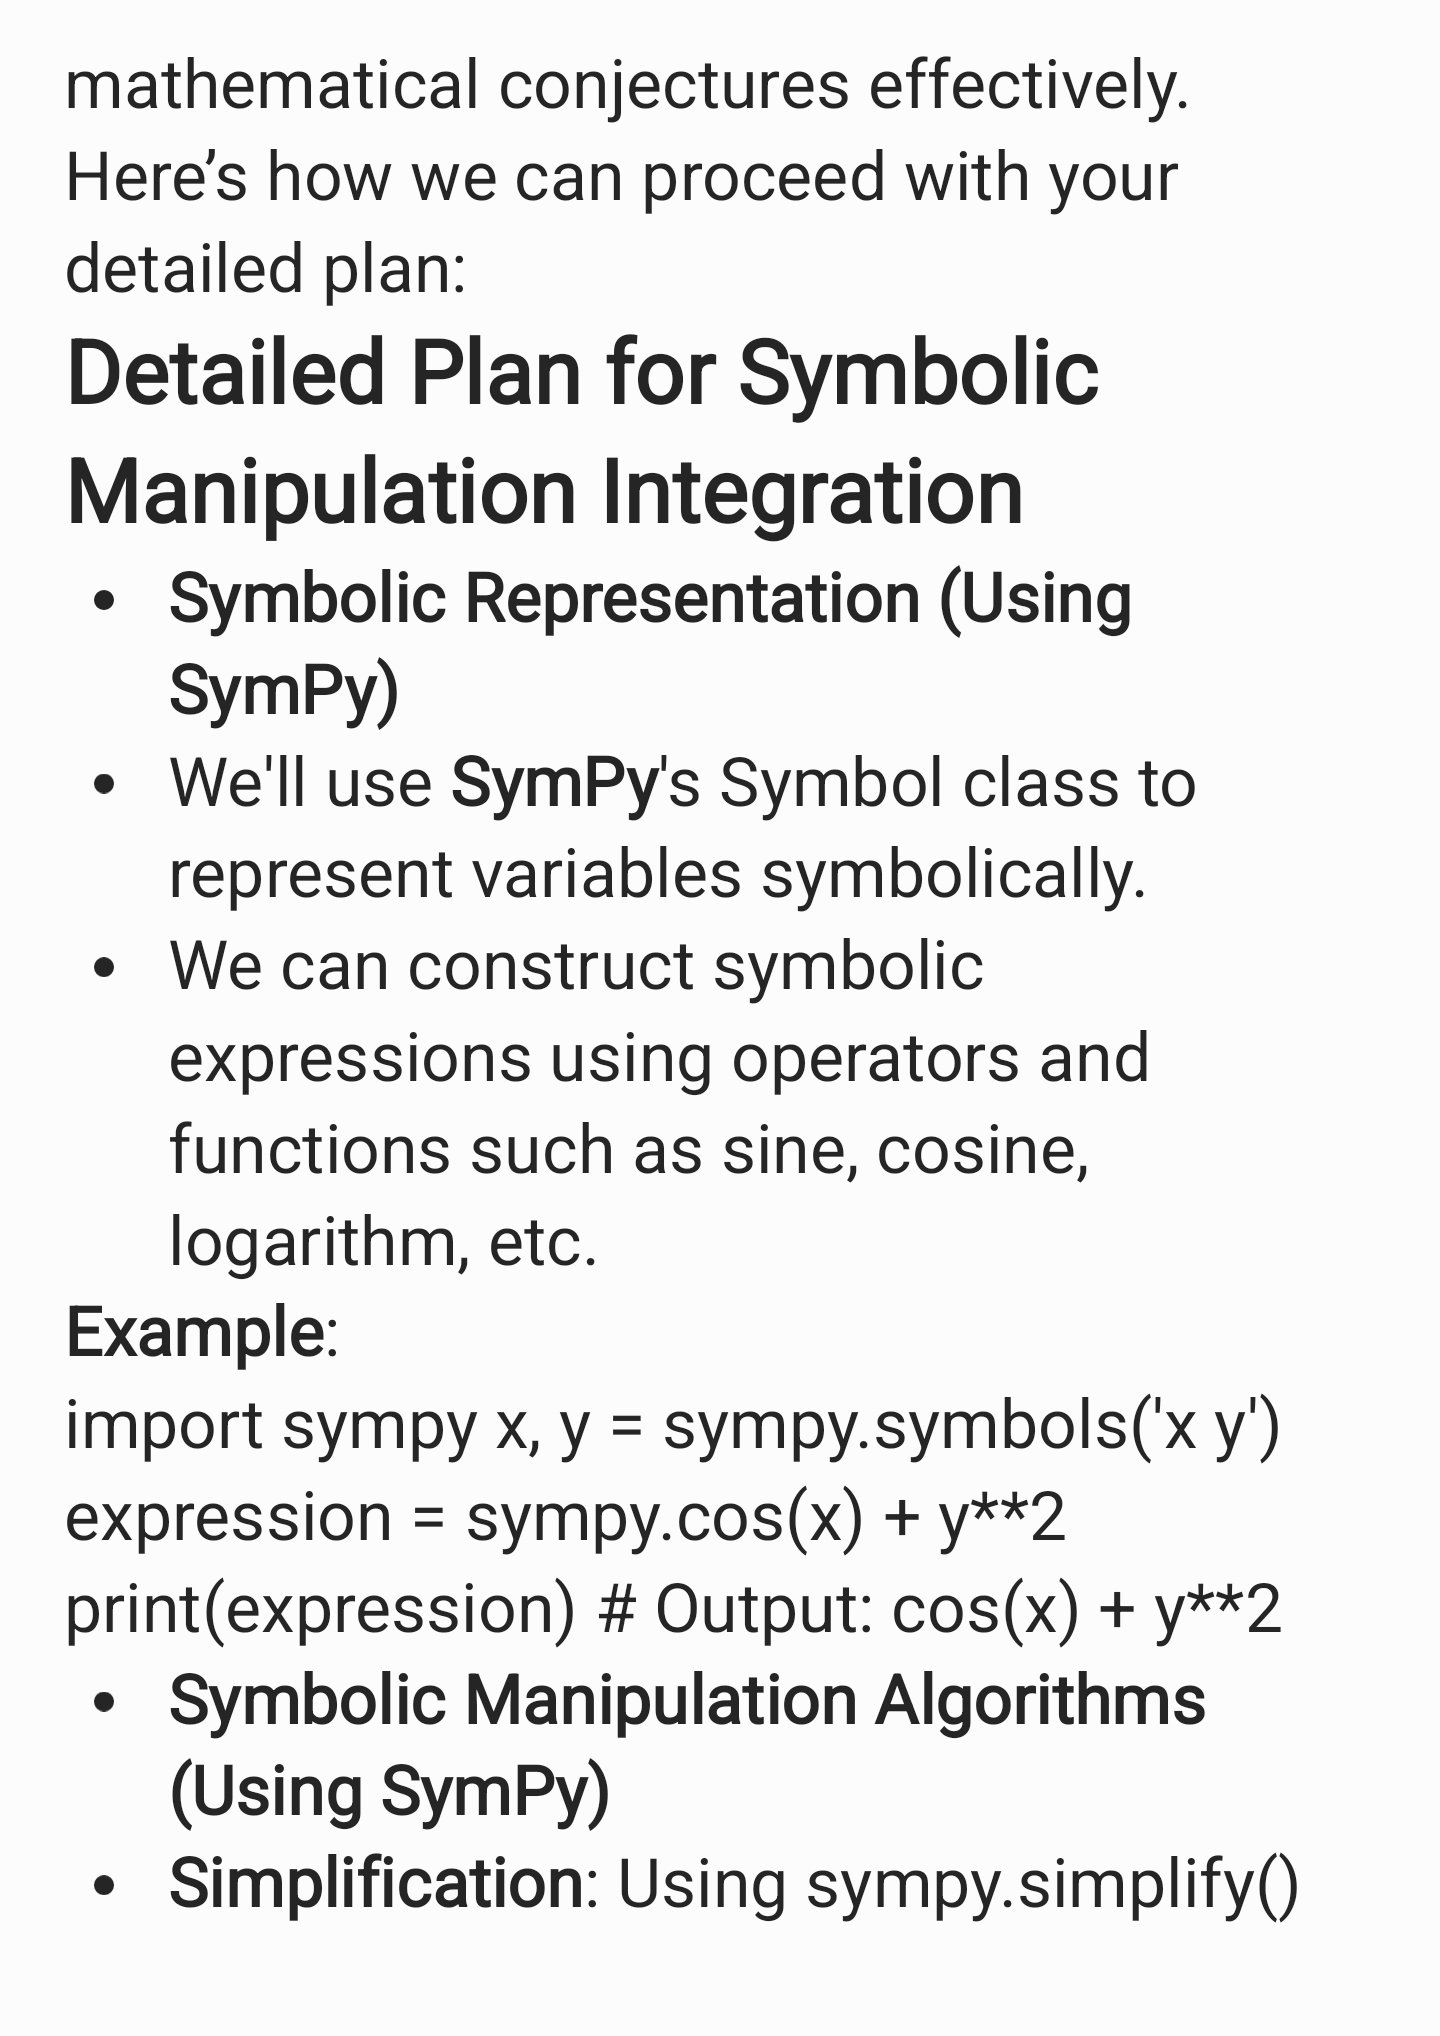 mathematical conjectures effectively.
Here’s how we can proceed with your
detailed plan:
Detailed Plan for Symbolic
Manipulation Integration
• Symbolic Representation (Using
SymPy)
• We'll use SymPy's Symbol class to
represent variables symbolically.
• We can construct symbolic
expressions using operators and
functions such as sine, cosine,
logarithm, etc.
Example:
import sympy x, y = sympy.symbols('x y')
expression = sympy.cos(x) + y**2
print(expression) # Output: cos(x) + y**2
• Symbolic Manipulation Algorithms
(Using SymPy)
• Simplification: Using sympy.simplify()